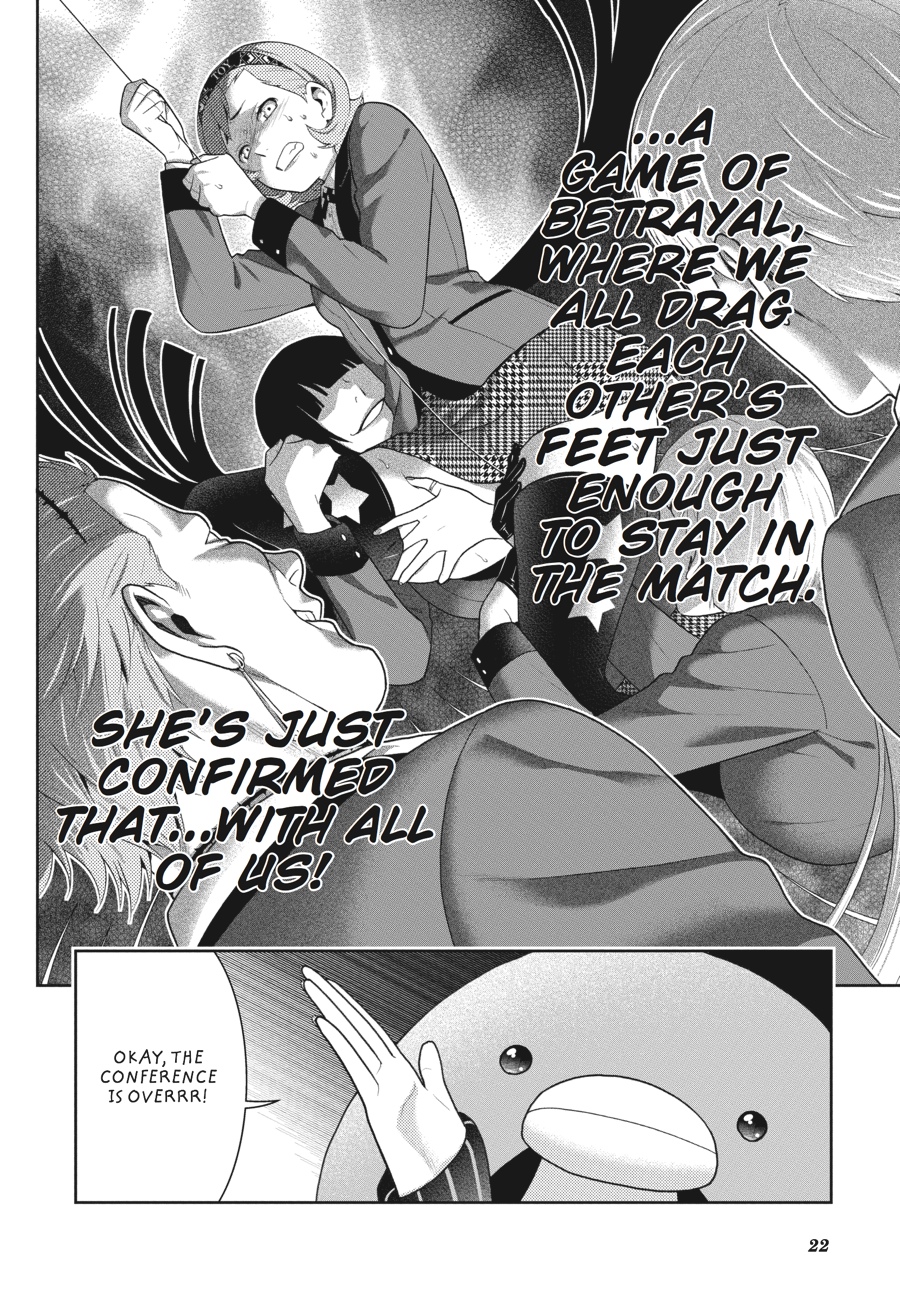 TOY
...A
GAME OF
BETRAYAL,
WHERE WE
ALL DRAG
EACH
OTHER'S
FEET JUST
ENOUGH
TO STAY IN
THE MATCH.
SHE'S JUST
CONFIRMED
THAT...WITH ALL
OF US!
OKAY, THE
CONFERENCE
IS OVERRR!
22